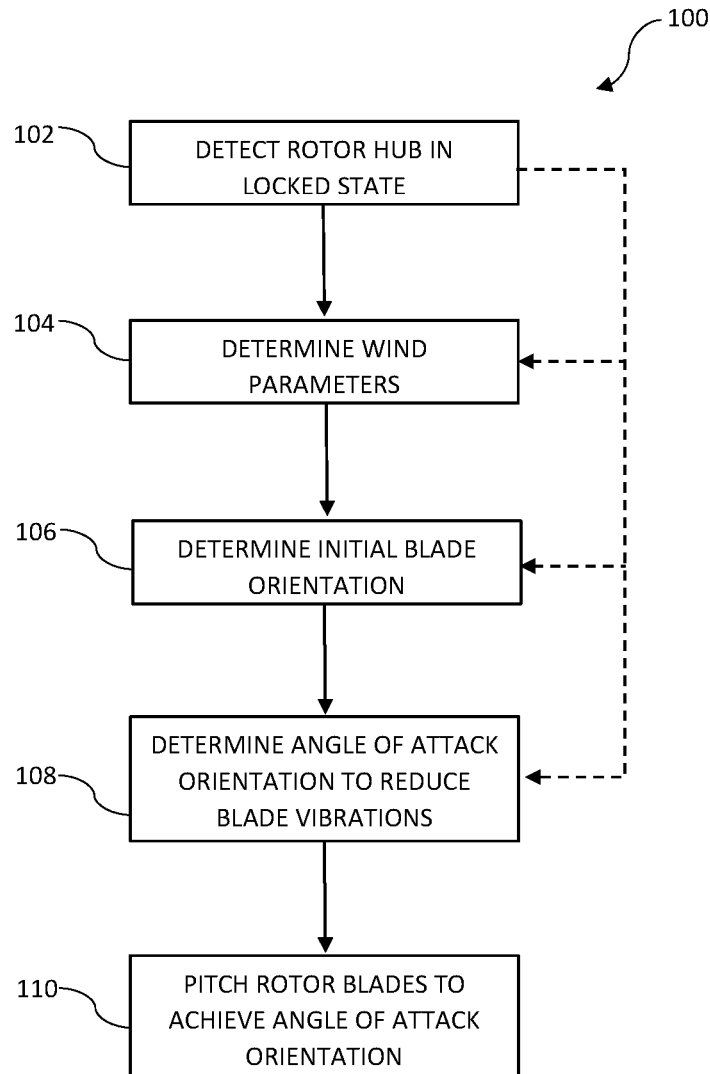 100
102
DETECT ROTOR HUB IN
LOCKED STATE
104
DETERMINE WIND
PARAMETERS
106
DETERMINE INITIAL BLADE
ORIENTATION
108
DETERMINE ANGLE OF ATTACK
ORIENTATION TO REDUCE
BLADE VIBRATIONS
110
PITCH ROTOR BLADES TO
ACHIEVE ANGLE OF ATTACK
ORIENTATION